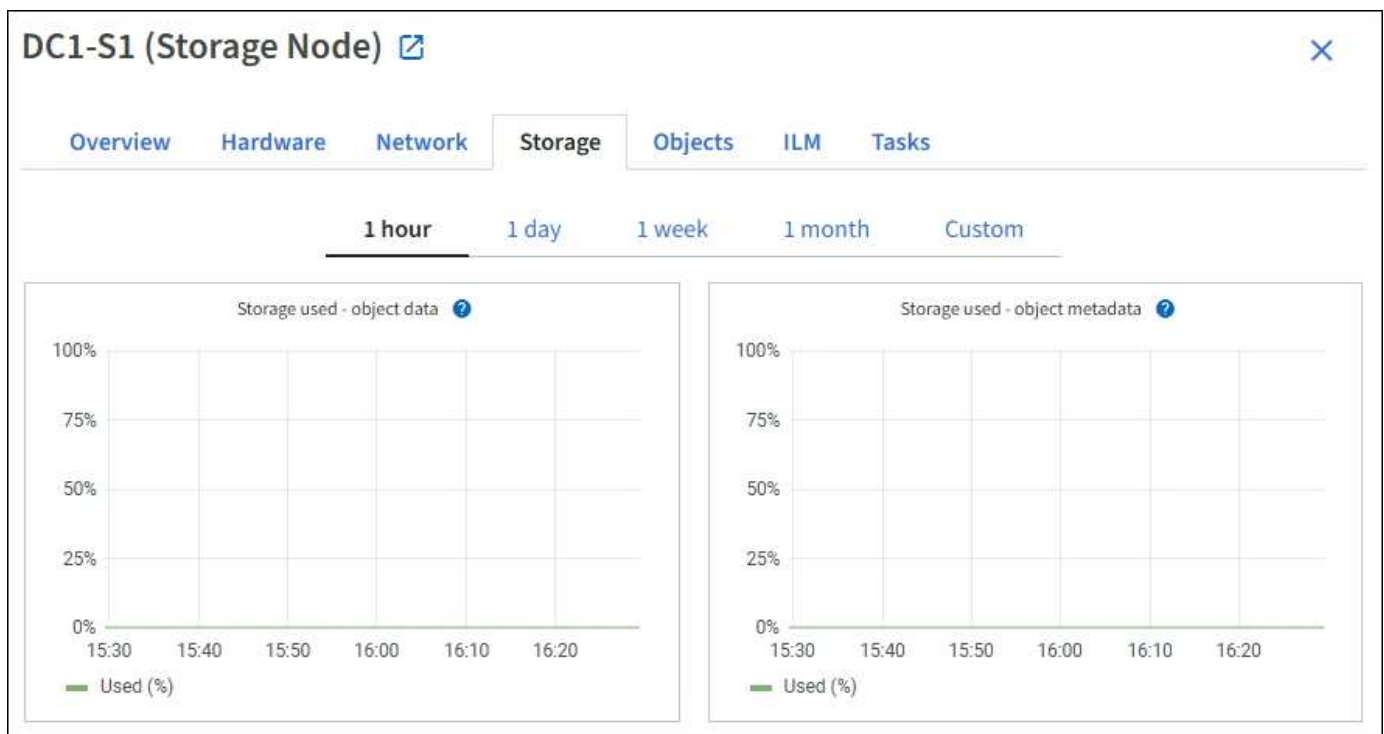 DC1-S1 (Storage Node)
Overview Hardware Network Storage Objects ILM Tasks
1 hour 1 day 1 week 1 month Custom
Storage used - object data ?
100%
75%
50%
25%
0%
15:30 15:40 15:50 16:00 16:10 16:20
Used (%)
Storage used - object metadata ?
100%
75%
50%
25%
0%
15:30 15:40 15:50 16:00 16:10 16:20
Used (%)